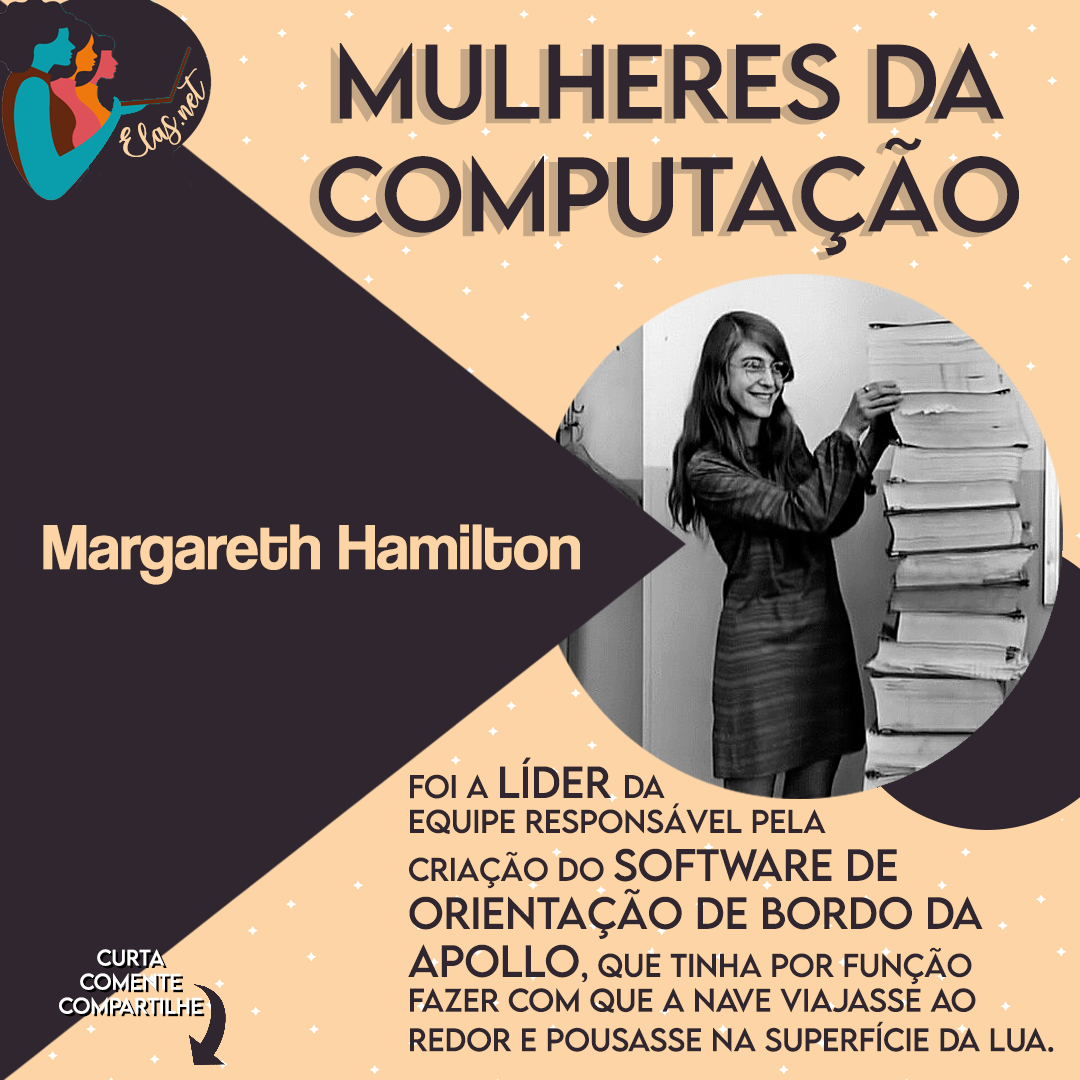 Elas.net
MULHERES DA
COMPUTAÇÃO
Margareth Hamilton
FOI A LÍDER DA
EQUIPE RESPONSÁVEL PELA
CRIAÇÃO DO SOFTWARE DE
ORIENTAÇÃO DE BORDO DA
APOLLO, QUE TINHA POR FUNÇÃO
FAZER COM QUE A NAVE VIAJASSE AO
REDOR E POUSASSE NA SUPERFÍCIE DA LUA.
CURTA
COMENTE
COMPARTILHE